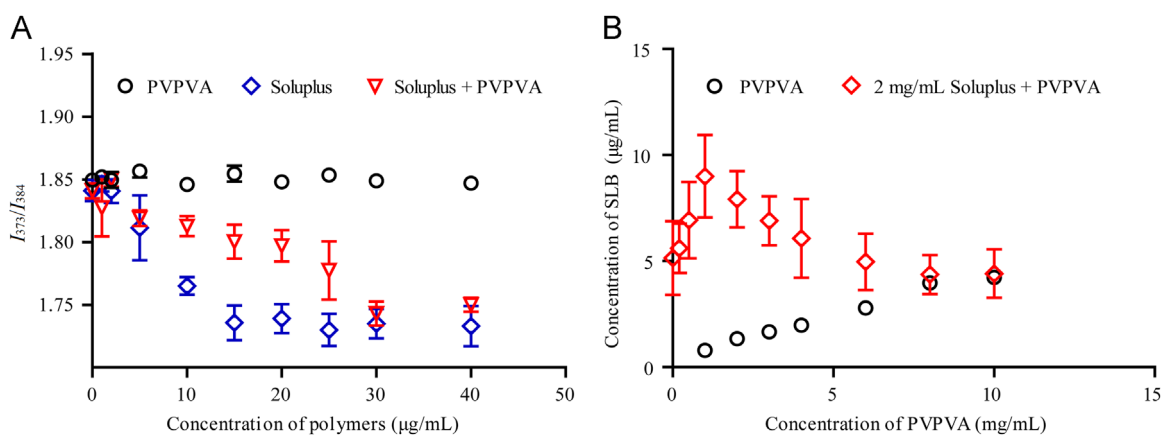 A
1.95
1.90
1.85
1.80
1.75
I373/I384
PVPVA
Soluplus
Soluplus + PVPVA
0
10
20
30
40
50
Concentration of polymers (μg/mL)
B
15
10
5
0
Concentration of SLB (μg/mL)
PVPVA
2 mg/mL Soluplus + PVPVA
0
5
10
15
Concentration of PVPVA (mg/mL)